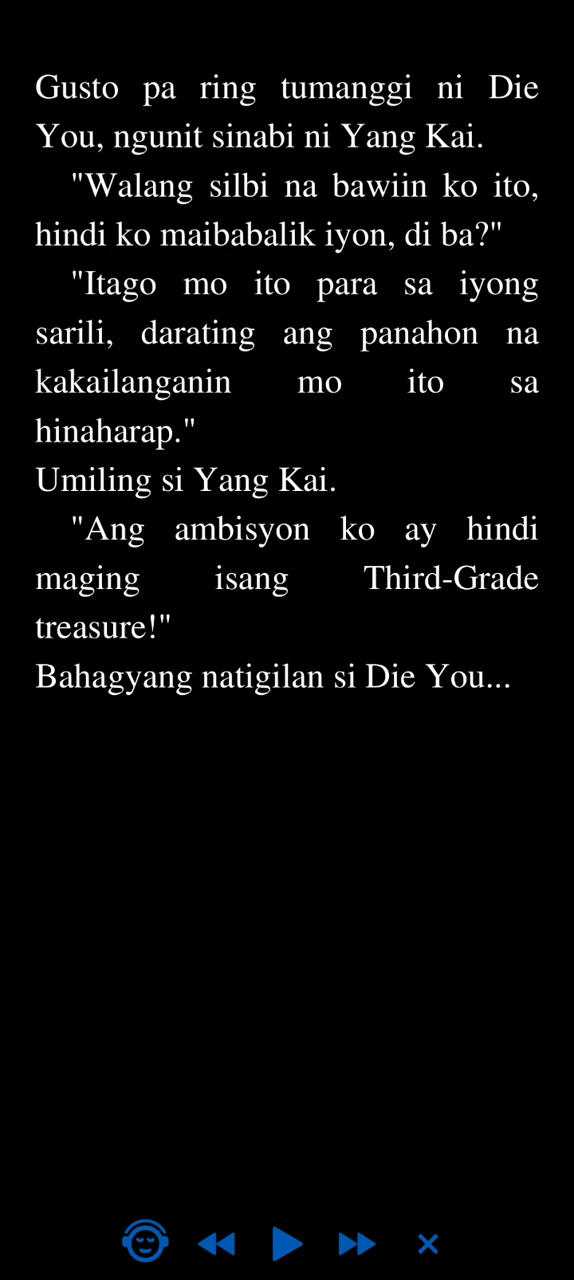 Gusto pa ring tumanggi ni Die
You, ngunit sinabi ni Yang Kai.
"Walang silbi na bawiin ko ito,
hindi ko maibabalik iyon, di ba?"
"Itago mo ito para sa iyong
sarili, darating ang panahon na
kakailanganin mo ito sa
hinaharap."
Umiling si Yang Kai.
"Ang ambisyon ko ay hindi
maging isang Third-Grade
treasure!"
Bahagyang natigilan si Die You...